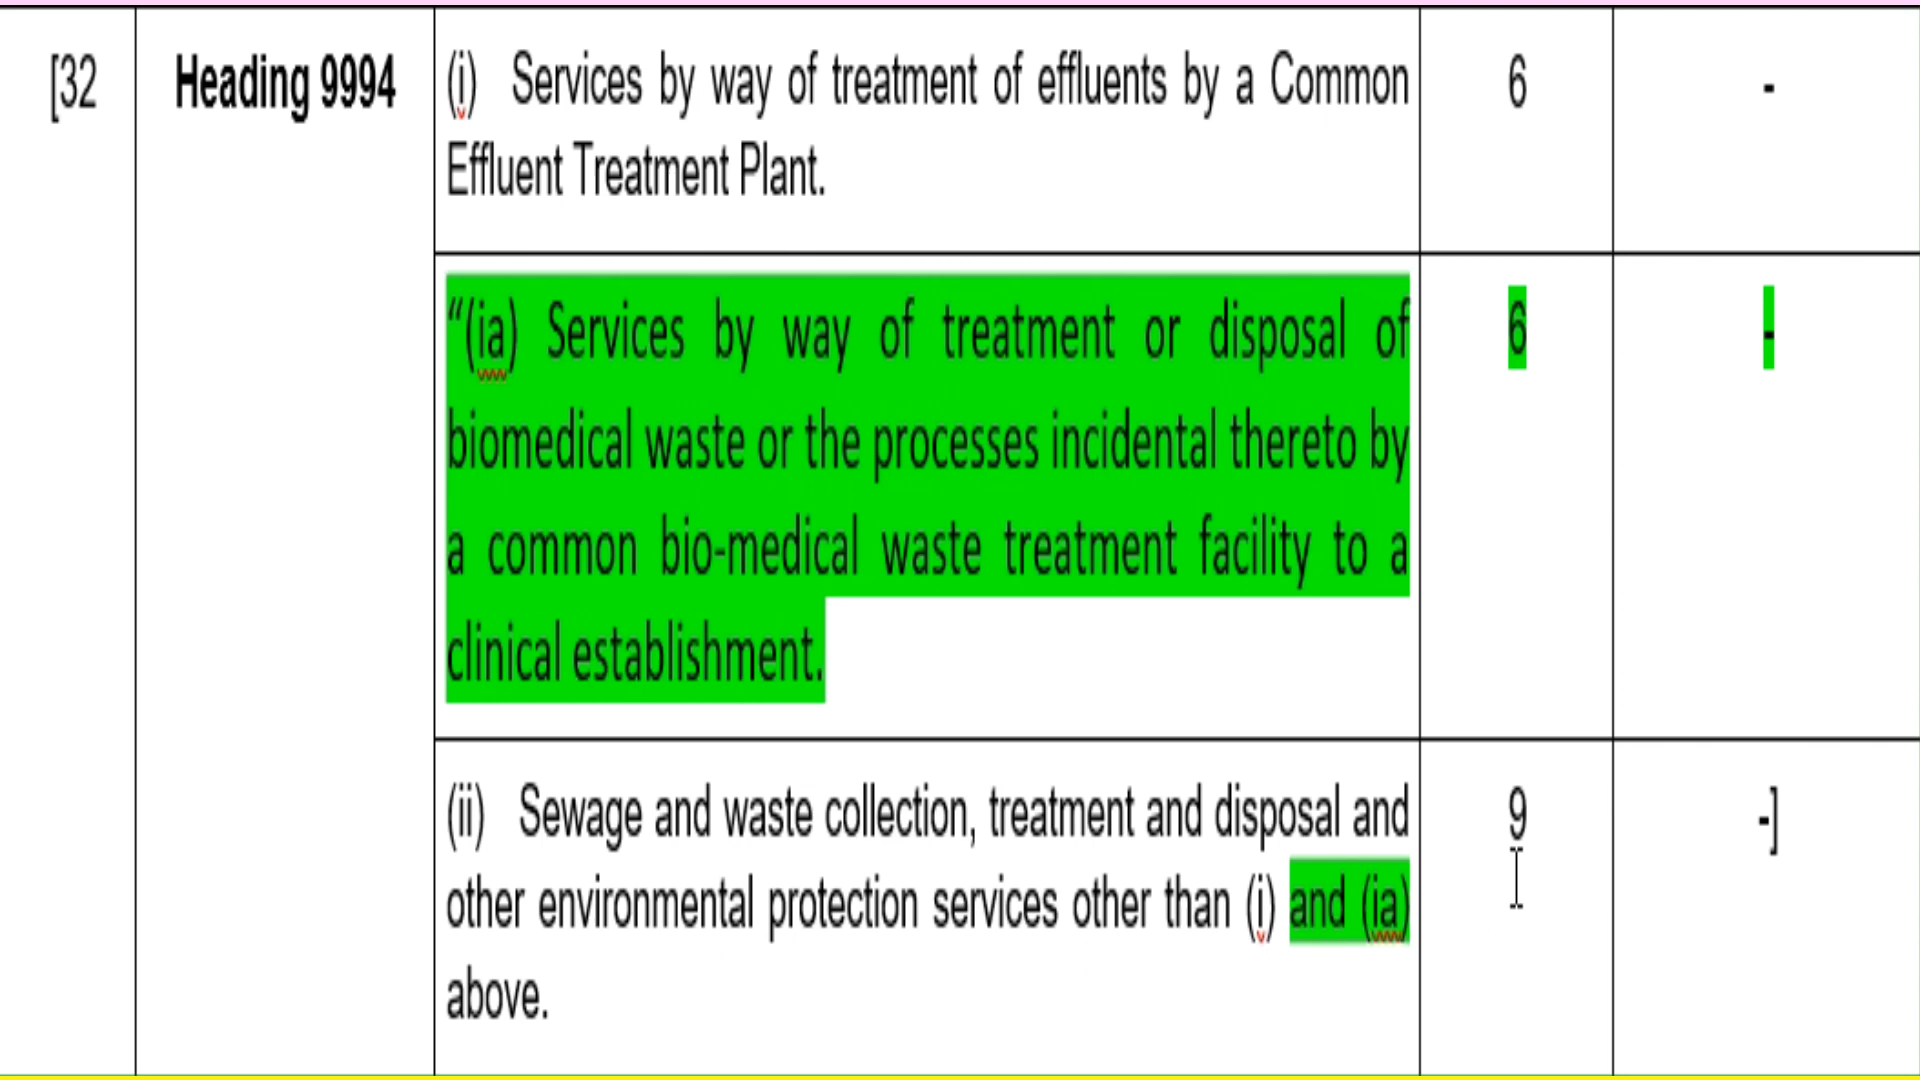 [32 Heading 9994 (i) Services by way of treatment of effluents by a Common 6 -
Effluent Treatment Plant.
“(ia) Services by way of treatment or disposal of 6 -
biomedical waste or the processes incidental thereto by
a common bio-medical waste treatment facility to a
clinical establishment.
(ii) Sewage and waste collection, treatment and disposal and 9 -]
other environmental protection services other than (i) and (ia)
above.